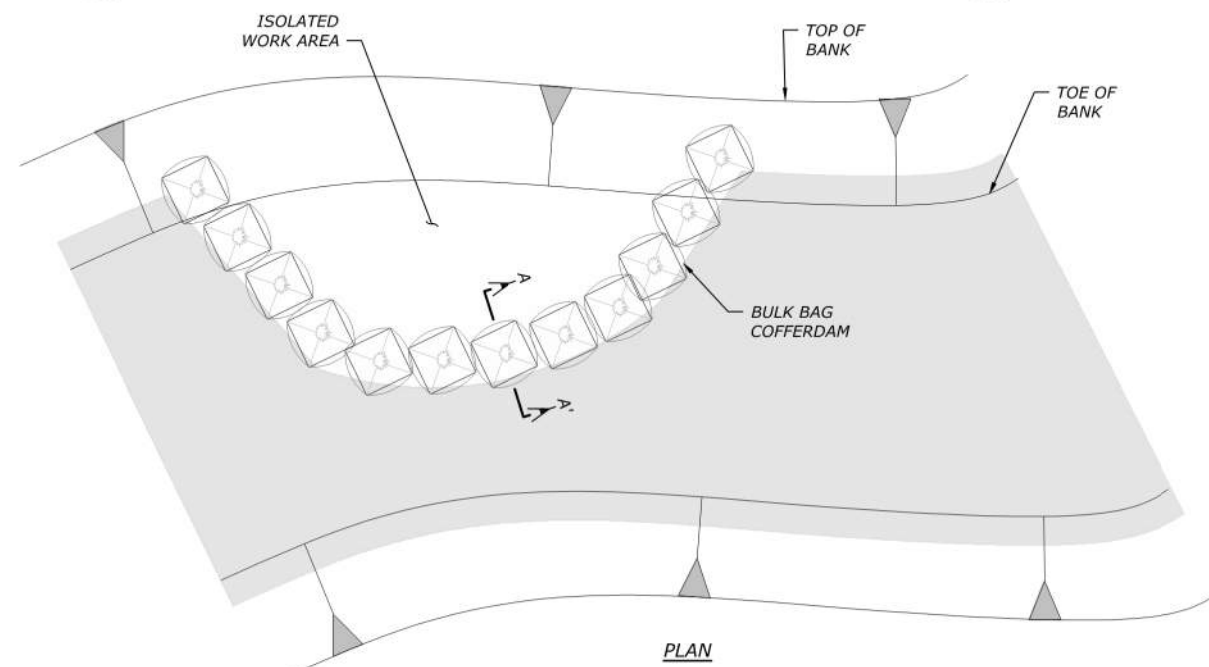 ISOLATED
WORK AREA
TOP OF
BANK
TOE OF
BANK
A
BULK BAG
COFFERDAM
A'
PLAN